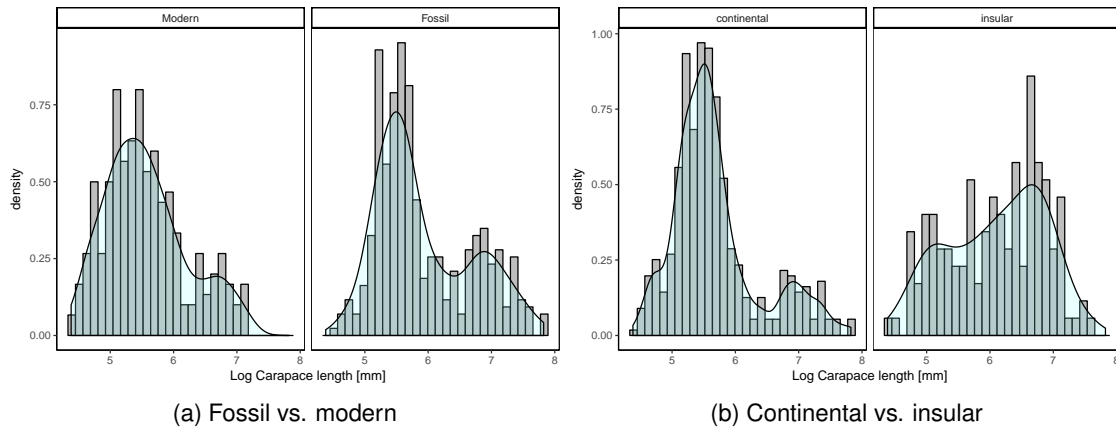 Modern Fossil continental insular
1.00
0.75 0.75
0.50 0.50
density density
0.25 0.25
0.00 0.00
5 6 7 8 5 6 7 8 5 6 7 8 5 6 7 8
Log Carapace length [mm] Log Carapace length [mm]
(a) Fossil vs. modern (b) Continental vs. insular